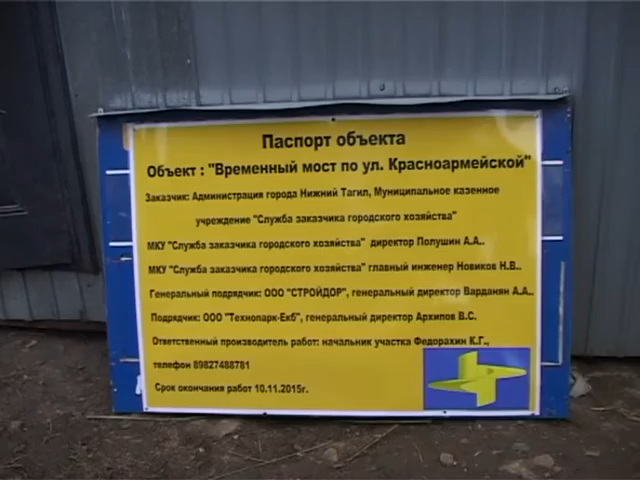 Паспорт объекта
Объект : "Временный мост по ул. Красноармейской"
Заказчик: Администрация города Нижний Тагил, Муниципальное казенное
учреждение "Служба заказчика городского хозяйства"
МКУ "Служба заказчика городского хозяйства" директор Полушин А.А..
МКУ "Служба заказчика городского хозяйства" главный инженер Новиков Н.В..
Генеральный подрядчик: ООО "СТРОЙДОР", генеральный директор Варданян А.А..
Подрядчик: ООО "Технопарк-Екб", генеральный директор Архипов В.С.
Ответственный производитель работ: начальник участка Федорахин К.Г.,
телефон 89827488781
Срок окончания работ 10.11.2015г.